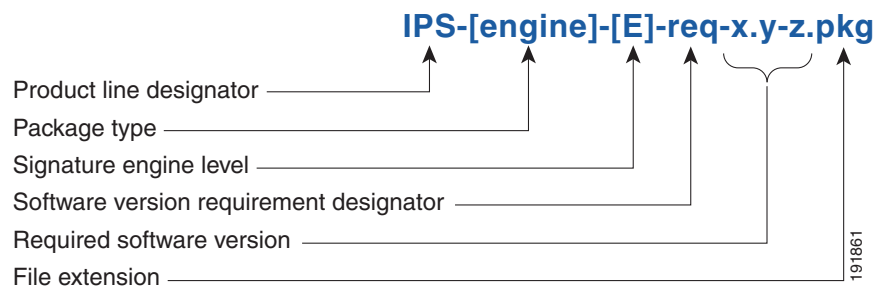 IPS-[engine]-[E]-req-x.y-z.pkg
Product line designator
Package type
Signature engine level
Software version requirement designator
Required software version
File extension
191861